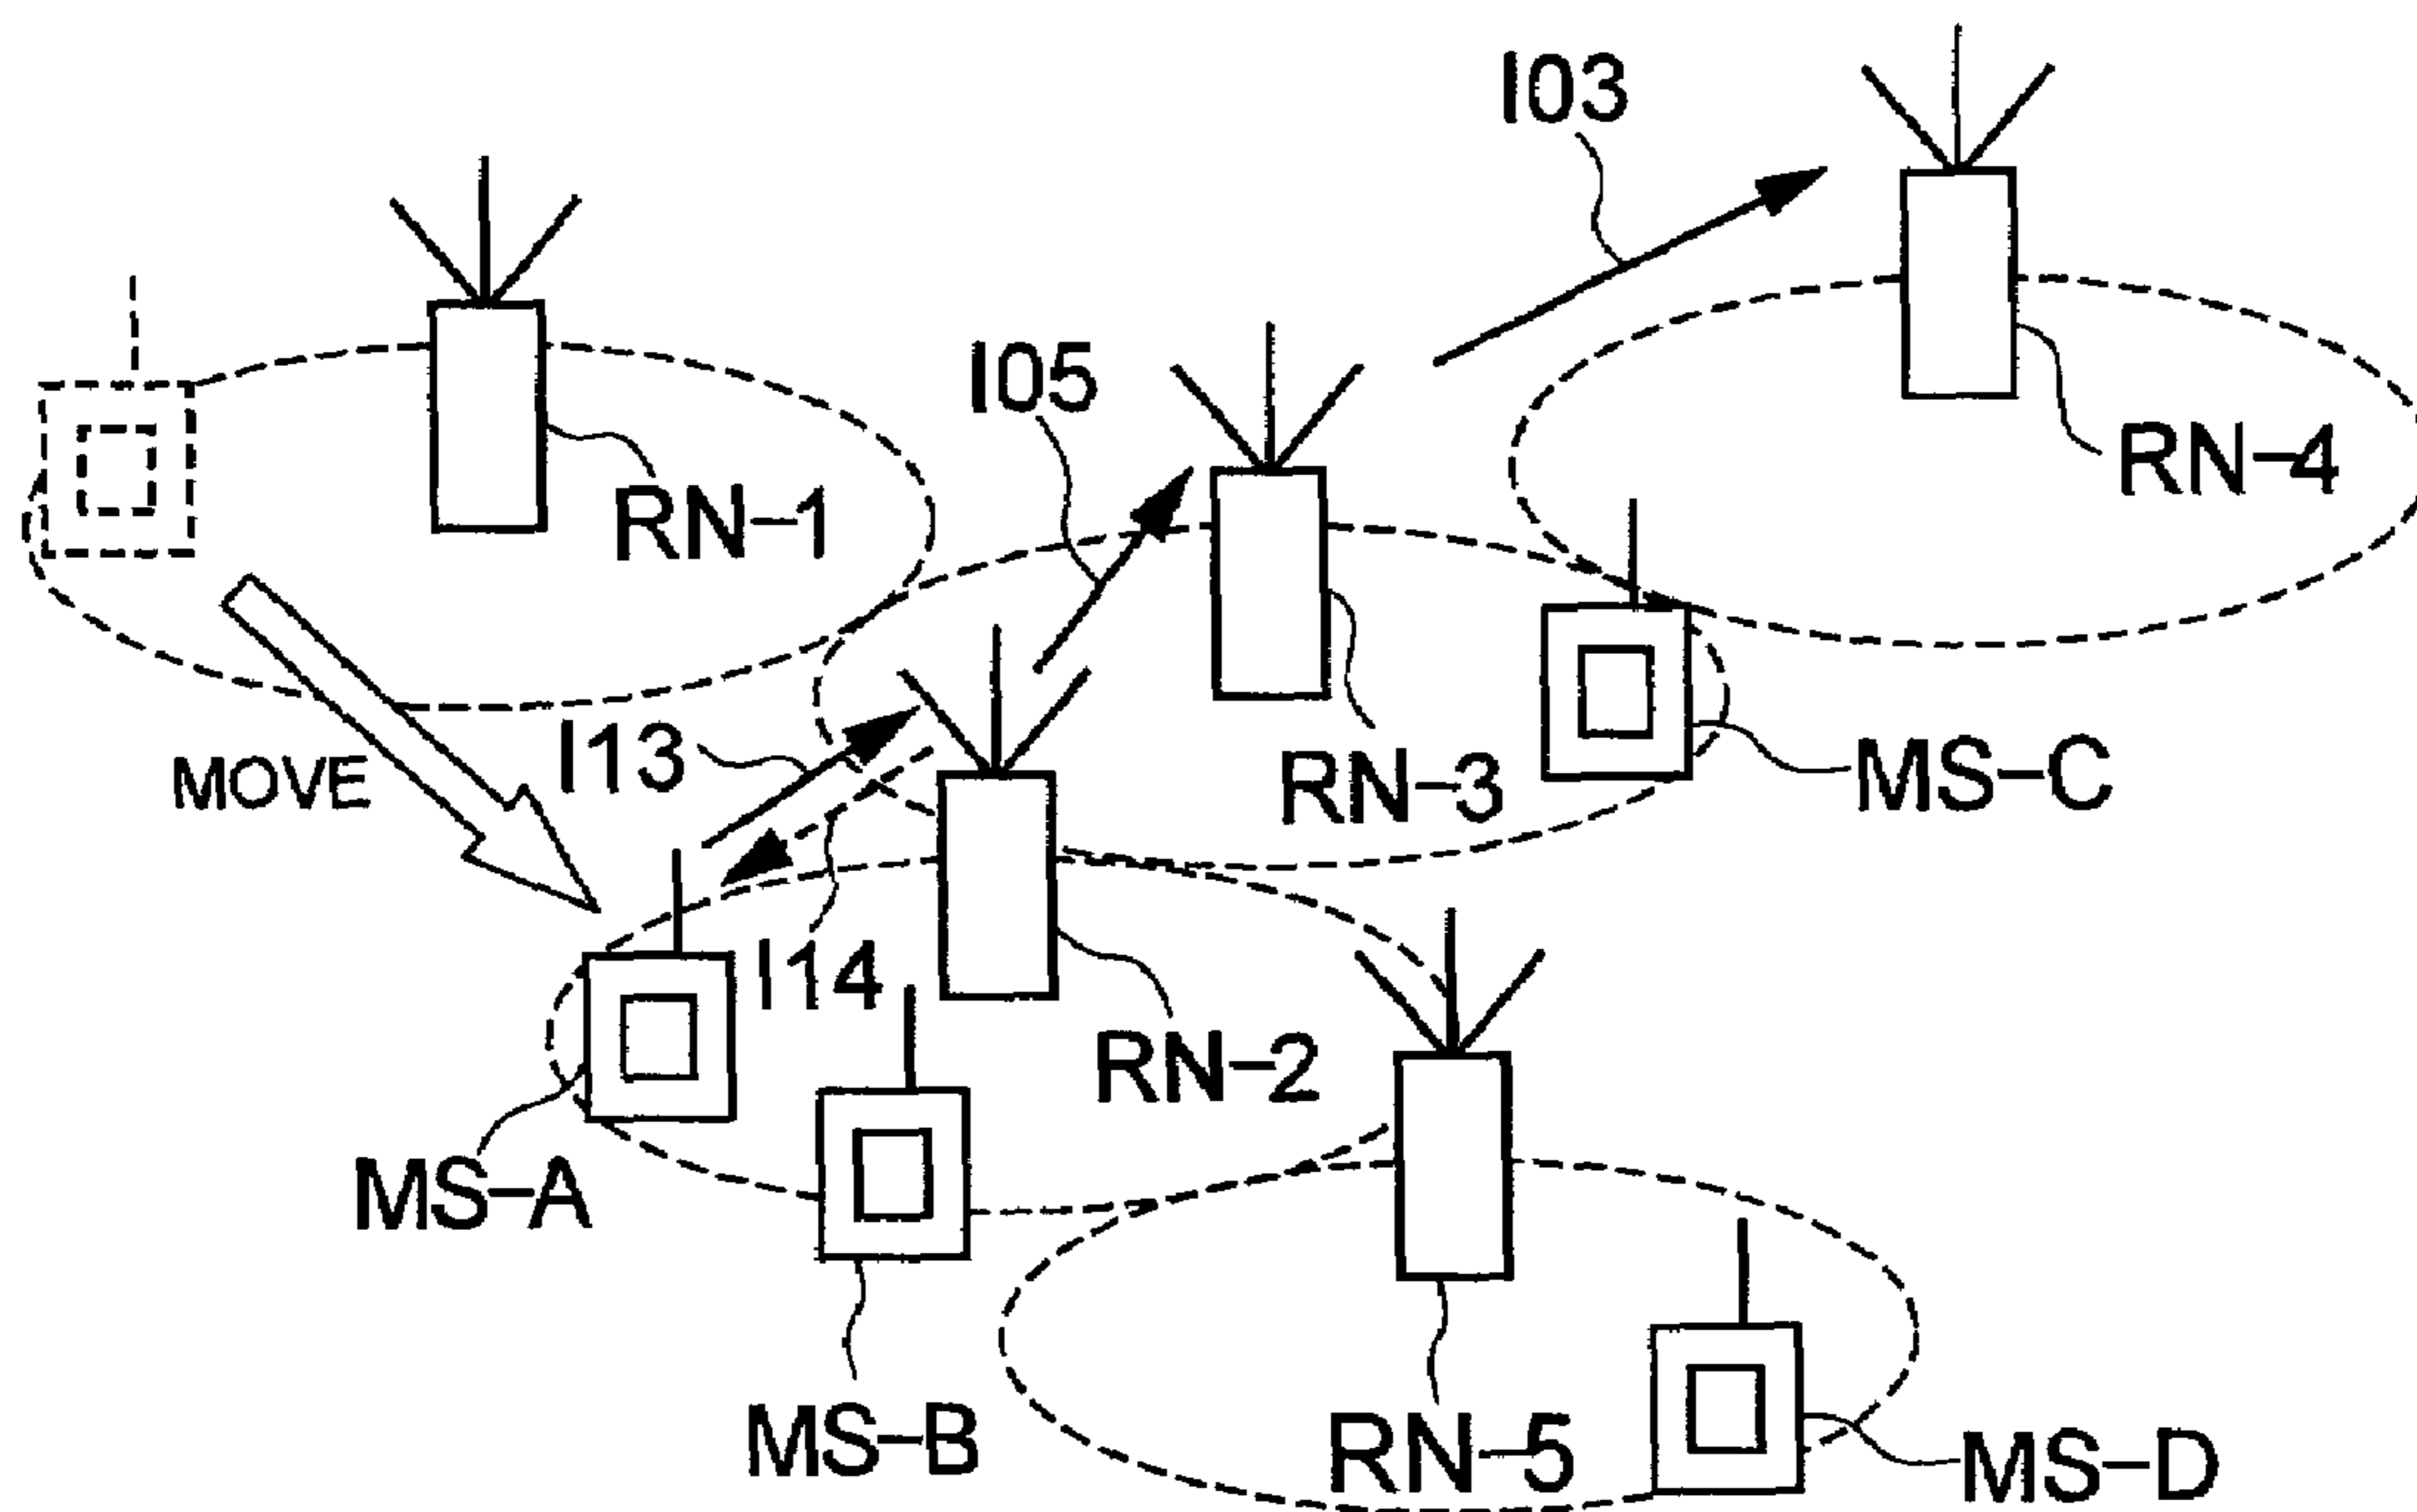 I03
I05
RN-4
RN-1
I13
MOVE
RN-3
MS-C
I14
RN-2
MS-A
MS-B
RN-5
MS-D